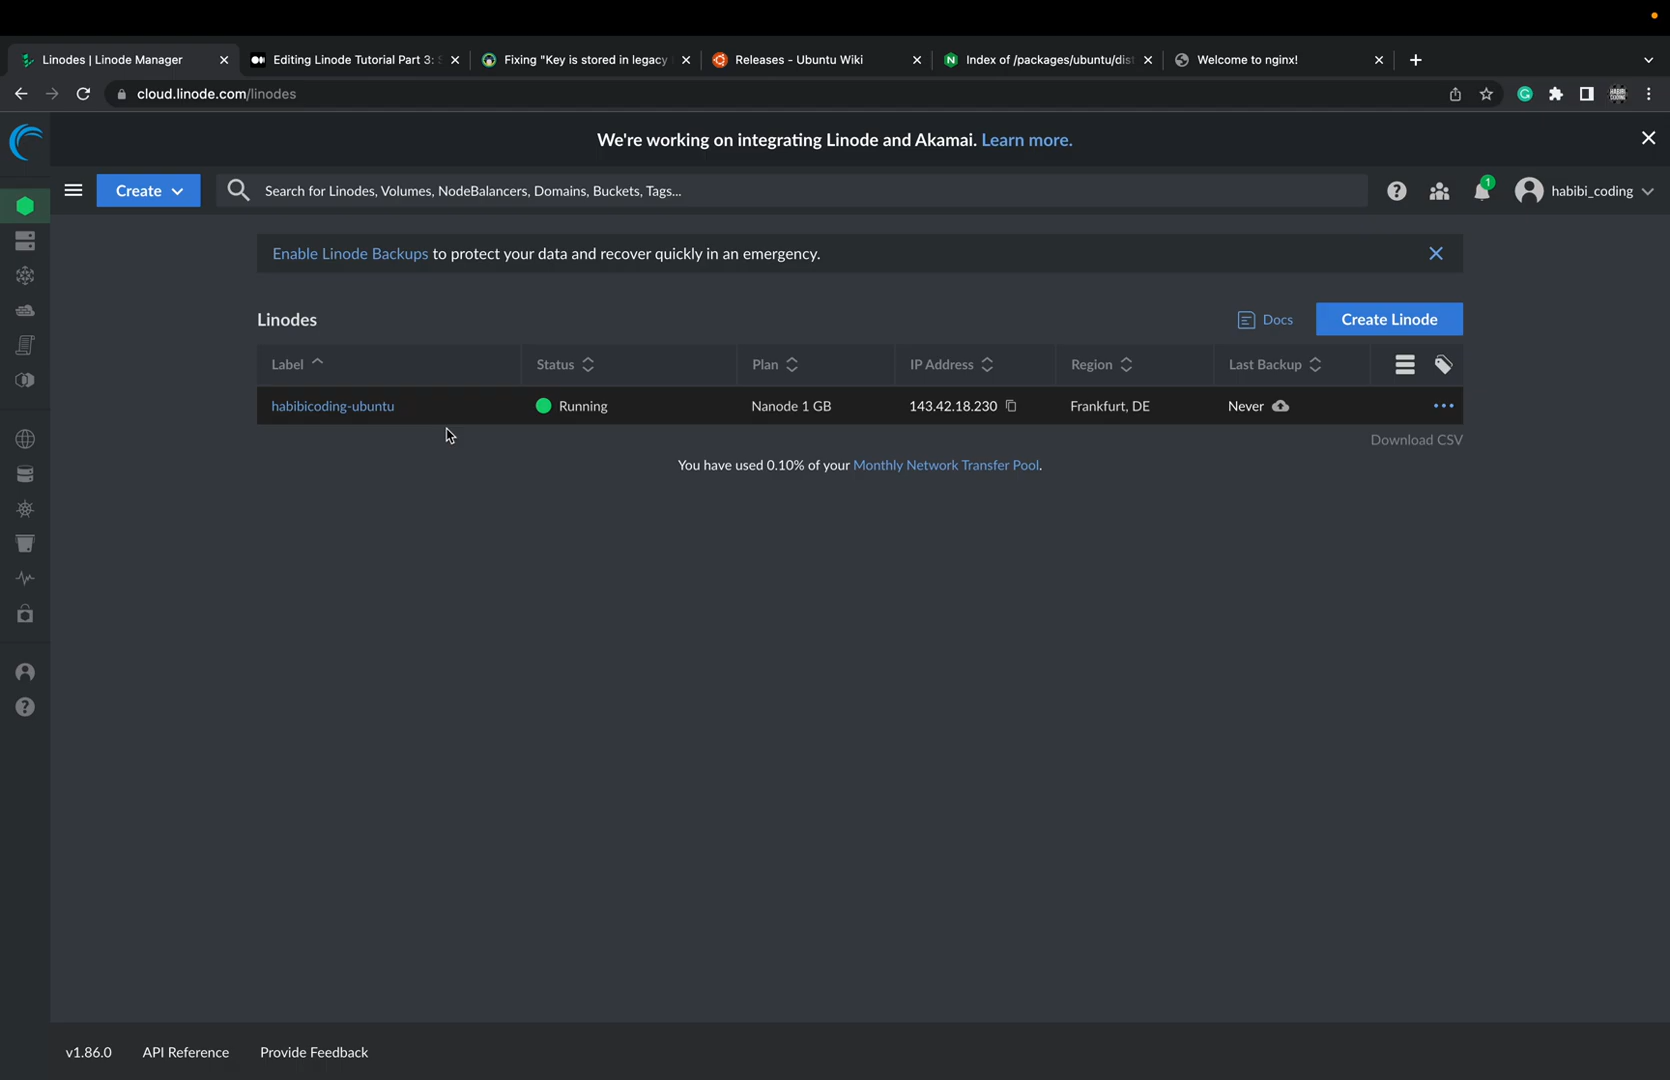 Linodes | Linode Manager
Editing Linode Tutorial Part 3: S
Fixing "Key is stored in legacy
Releases - Ubuntu Wiki
Index of /packages/ubuntu/dist
Welcome to nginx!
cloud.linode.com/linodes
We're working on integrating Linode and Akamai. Learn more.
Create
Search for Linodes, Volumes, NodeBalancers, Domains, Buckets, Tags...
1
habibi_coding
Enable Linode Backups to protect your data and recover quickly in an emergency.
Linodes
Docs
Create Linode
Label
Status
Plan
IP Address
Region
Last Backup
habibicoding-ubuntu
Running
Nanode 1 GB
143.42.18.230
Frankfurt, DE
Never
Download CSV
You have used 0.10% of your Monthly Network Transfer Pool.
v1.86.0
API Reference
Provide Feedback